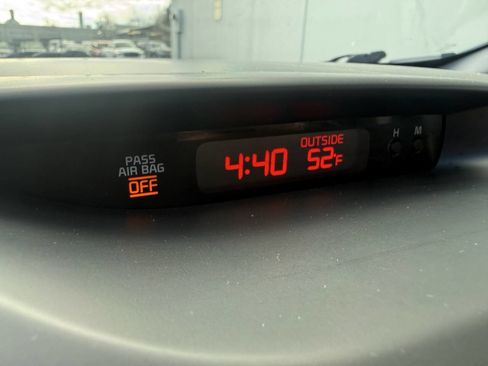 PASS
AIR BAG
OFF
OUTSIDE
4:40 52°F
H M